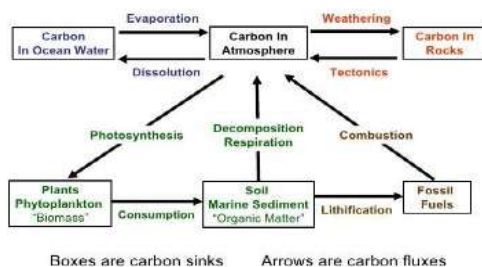 Evaporation
Weathering
Carbon
In Ocean Water
Carbon In
Atmosphere
Carbon In
Rocks
Dissolution
Tectonics
Photosynthesis
Decomposition
Respiration
Combustion
Plants
Phytoplankton
"Biomass"
Consumption
Soil
Marine Sediment
"Organic Matter"
Lithification
Fossil
Fuels
Boxes are carbon sinks
Arrows are carbon fluxes